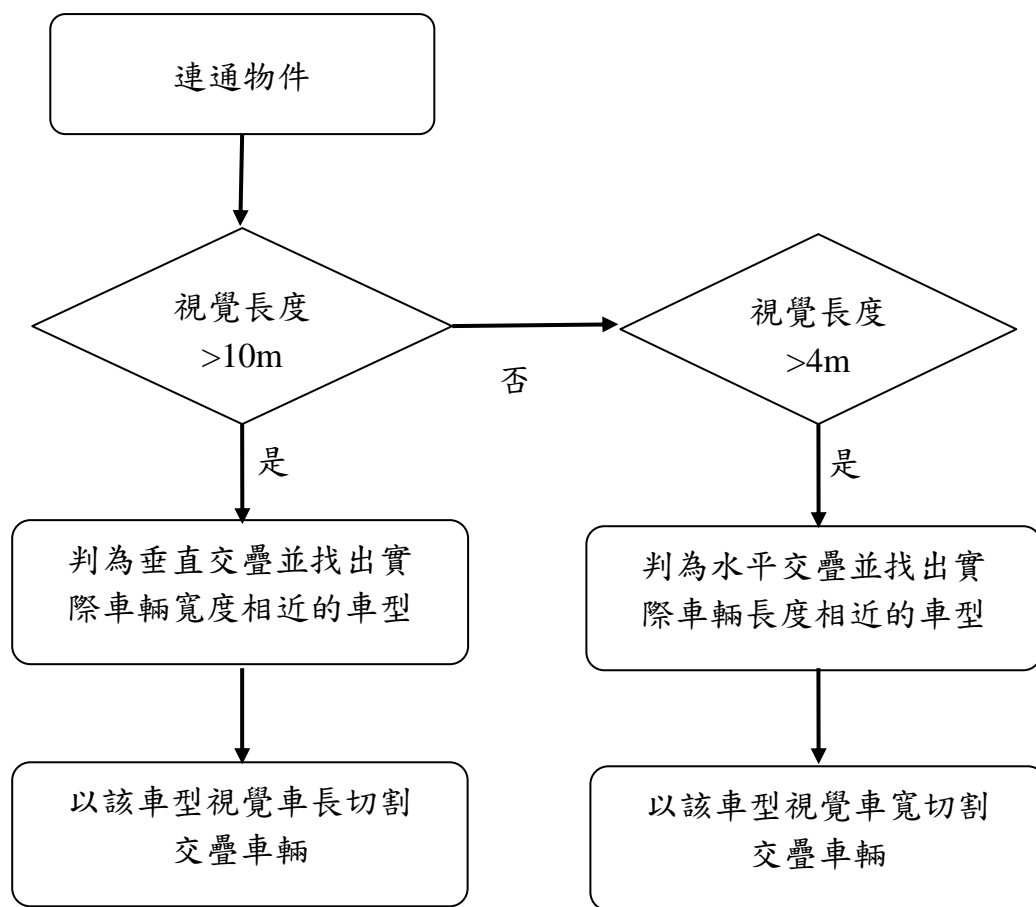 連通物件
視覺長度
>10m
否
視覺長度
>4m
是
是
判為垂直交疊並找出實
際車輛寬度相近的車型
判為水平交疊並找出實
際車輛長度相近的車型
以該車型視覺車長切割
交疊車輛
以該車型視覺車寬切割
交疊車輛